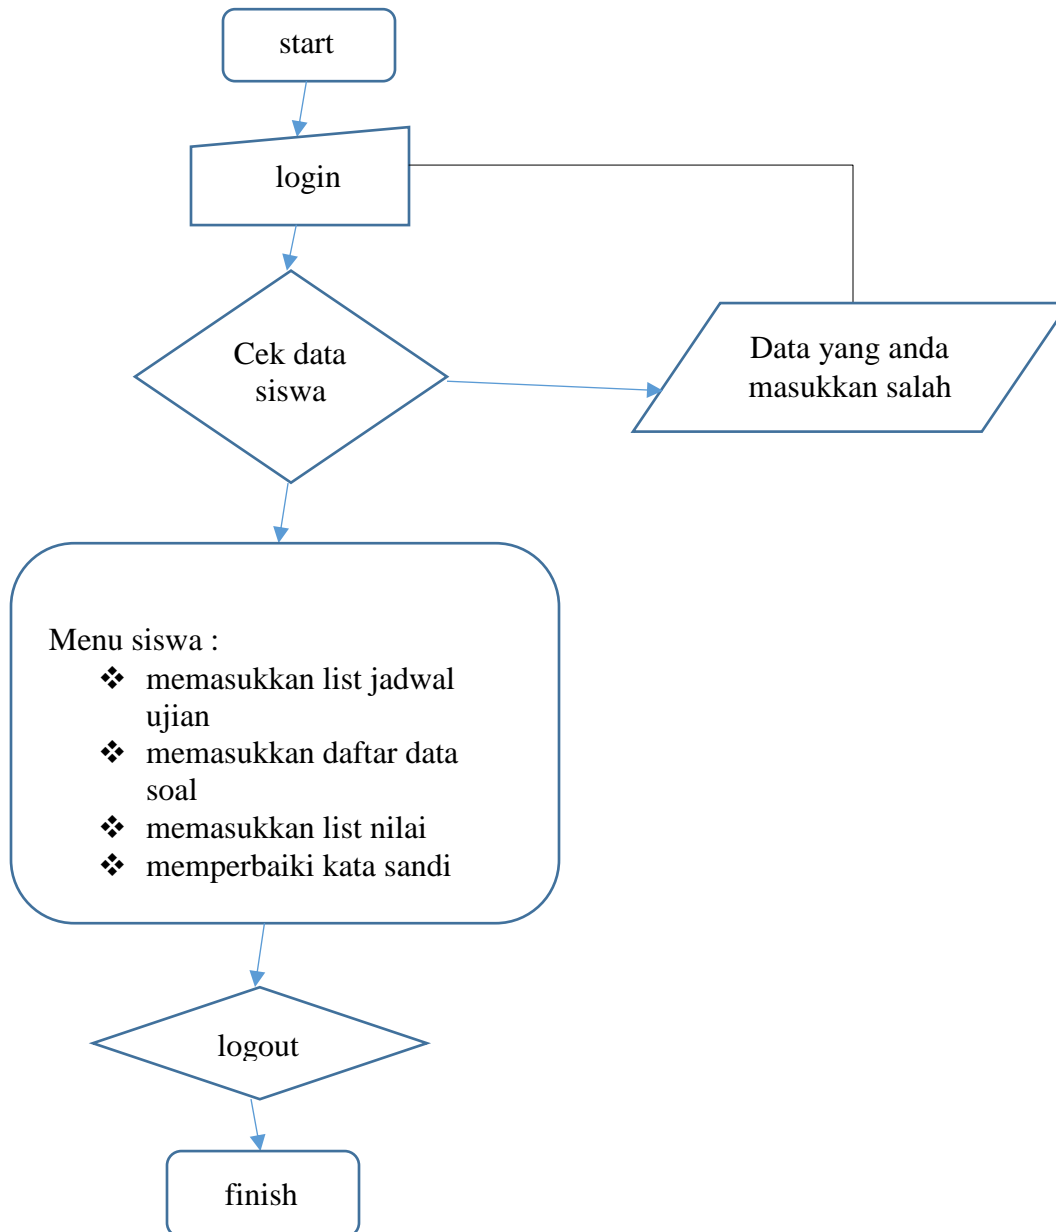 start
login
Cek data
siswa
Data yang anda
masukkan salah
Menu siswa :
❖ memasukkan list jadwal
ujian
❖ memasukkan daftar data
soal
❖ memasukkan list nilai
❖ memperbaiki kata sandi
logout
finish